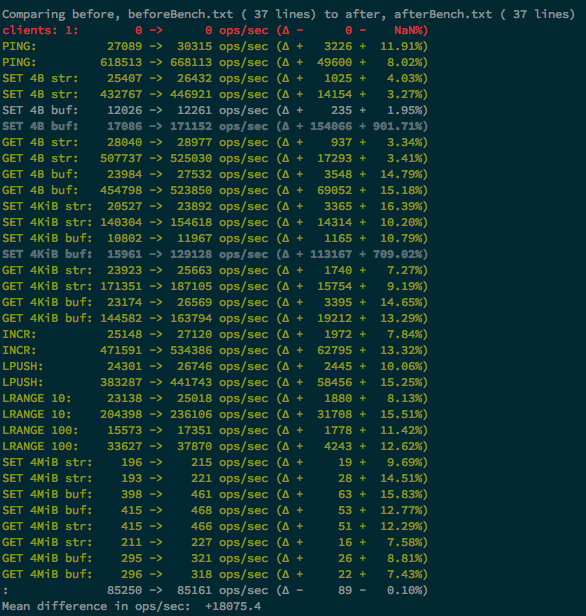 Comparing before, beforeBench.txt ( 37 lines) to after, afterBench.txt ( 37 lines)
clients: 1: 0 -> 0 ops/sec (Δ - 0 - NaN%)
PING: 27089 -> 30315 ops/sec (Δ + 3226 + 11.91%)
PING: 618513 -> 668113 ops/sec (Δ + 49600 + 8.02%)
SET 4B str: 25407 -> 26432 ops/sec (Δ + 1025 + 4.03%)
SET 4B str: 432767 -> 446921 ops/sec (Δ + 14154 + 3.27%)
SET 4B buf: 12026 -> 12261 ops/sec (Δ + 235 + 1.95%)
SET 4B buf: 17086 -> 171152 ops/sec (Δ + 154066 + 901.71%)
GET 4B str: 28040 -> 28977 ops/sec (Δ + 937 + 3.34%)
GET 4B str: 507737 -> 525030 ops/sec (Δ + 17293 + 3.41%)
GET 4B buf: 23984 -> 27532 ops/sec (Δ + 3548 + 14.79%)
GET 4B buf: 454798 -> 523850 ops/sec (Δ + 69052 + 15.18%)
SET 4KiB str: 20527 -> 23892 ops/sec (Δ + 3365 + 16.39%)
SET 4KiB str: 140304 -> 154618 ops/sec (Δ + 14314 + 10.20%)
SET 4KiB buf: 10802 -> 11967 ops/sec (Δ + 1165 + 10.79%)
SET 4KiB buf: 15961 -> 129128 ops/sec (Δ + 113167 + 709.02%)
GET 4KiB str: 23923 -> 25663 ops/sec (Δ + 1740 + 7.27%)
GET 4KiB str: 171351 -> 187105 ops/sec (Δ + 15754 + 9.19%)
GET 4KiB buf: 23174 -> 26569 ops/sec (Δ + 3395 + 14.65%)
GET 4KiB buf: 144582 -> 163794 ops/sec (Δ + 19212 + 13.29%)
INCR: 25148 -> 27120 ops/sec (Δ + 1972 + 7.84%)
INCR: 471591 -> 534386 ops/sec (Δ + 62795 + 13.32%)
LPUSH: 24301 -> 26746 ops/sec (Δ + 2445 + 10.06%)
LPUSH: 383287 -> 441743 ops/sec (Δ + 58456 + 15.25%)
LRANGE 10: 23138 -> 25018 ops/sec (Δ + 1880 + 8.13%)
LRANGE 10: 204398 -> 236106 ops/sec (Δ + 31708 + 15.51%)
LRANGE 100: 15573 -> 17351 ops/sec (Δ + 1778 + 11.42%)
LRANGE 100: 33627 -> 37870 ops/sec (Δ + 4243 + 12.62%)
SET 4MiB str: 196 -> 215 ops/sec (Δ + 19 + 9.69%)
SET 4MiB str: 193 -> 221 ops/sec (Δ + 28 + 14.51%)
SET 4MiB buf: 398 -> 461 ops/sec (Δ + 63 + 15.83%)
SET 4MiB buf: 415 -> 468 ops/sec (Δ + 53 + 12.77%)
GET 4MiB str: 415 -> 466 ops/sec (Δ + 51 + 12.29%)
GET 4MiB str: 211 -> 227 ops/sec (Δ + 16 + 7.58%)
GET 4MiB buf: 295 -> 321 ops/sec (Δ + 26 + 8.81%)
GET 4MiB buf: 296 -> 318 ops/sec (Δ + 22 + 7.43%)
: 85250 -> 85161 ops/sec (Δ - 89 - 0.10%)
Mean difference in ops/sec: +18075.4